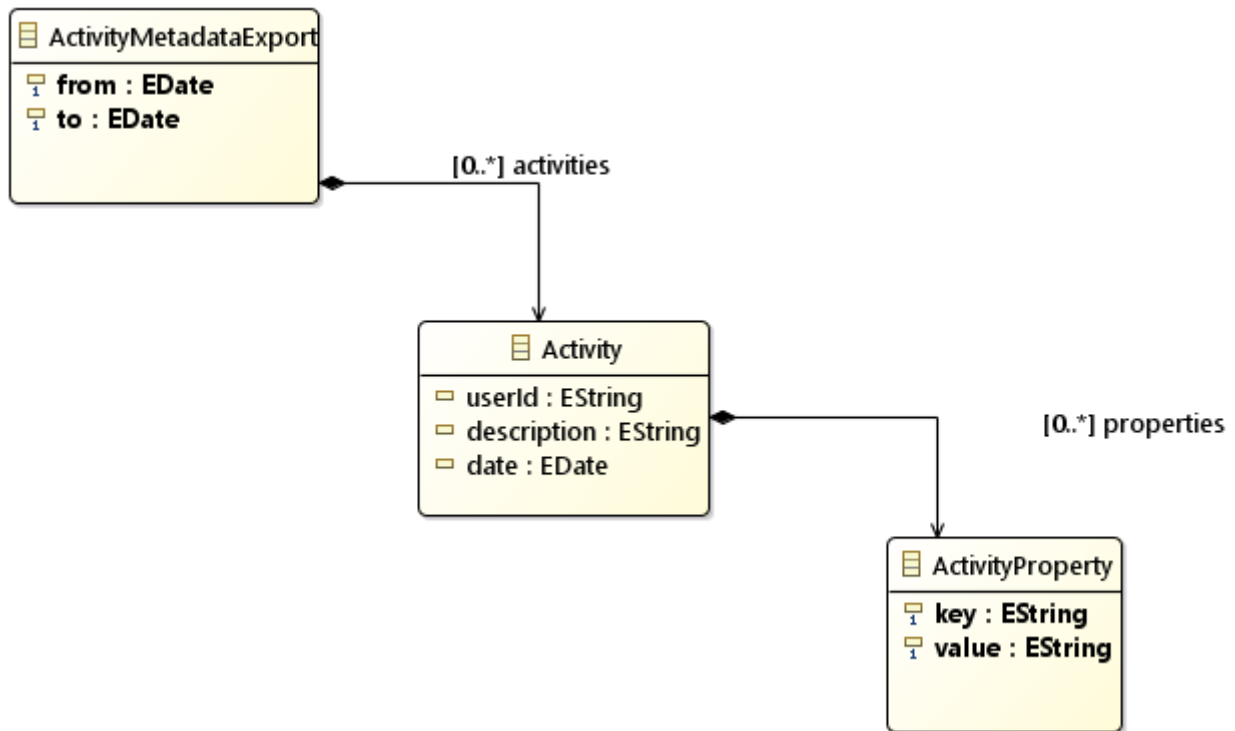 ActivityMetadataExport
from : EDate
to : EDate
[0..*] activities
Activity
userId : EString
description : EString
date : EDate
[0..*] properties
ActivityProperty
key : EString
value : EString